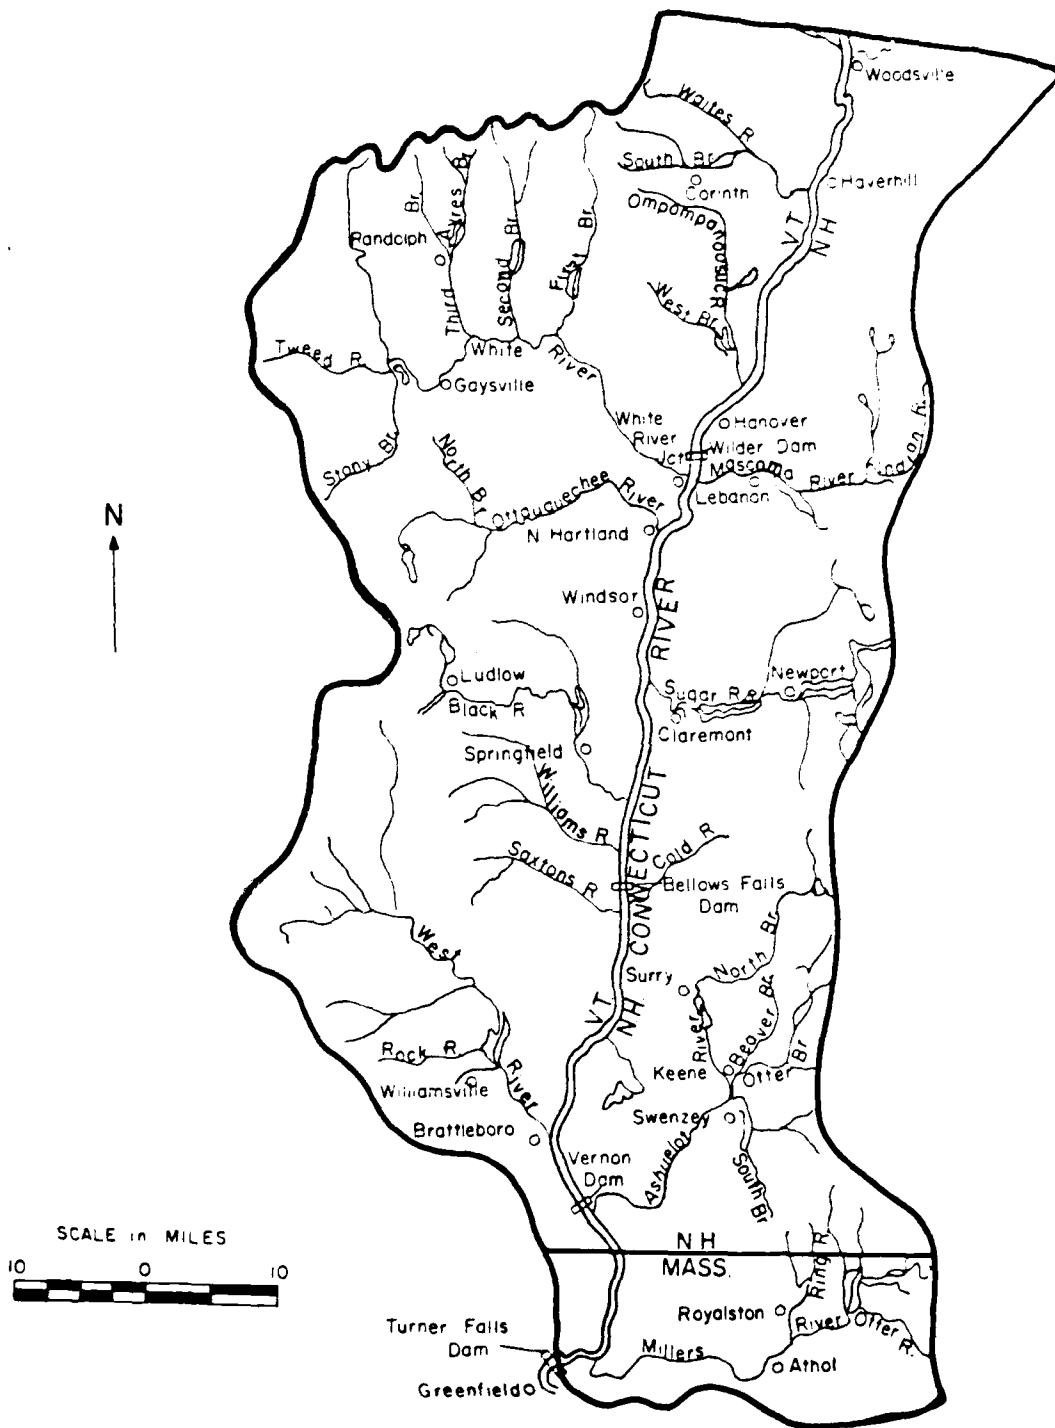 Woodsville
Waites R
South Br
Corinth
Haverhill
Ompompanoosuc R
VT
NH
Randolph
Br.
Ayres Br
Third
Second Br
First Br
West Br
Tweed R
White River
Gaysville
Stony Br
North Br
White River Jct
Hanover
Wilder Dam
Mascoma River
Indian R.
Lebanon
Ottauquechee River
N Hartland
N
Windsor
CONNECTICUT RIVER
Ludlow
Black R
Sugar R
Newport
Claremont
Springfield
Williams R
Saxtons R
Cold R
Bellows Falls
Dam
West River
Surry
North Br
VT
NH
River
Beaver Br
Rock R
Williamsville
Keene
Otter Br
Swenzey
Brattleboro
Ashuelot
South Br
Vernon
Dam
SCALE in MILES
10 0 10
NH
MASS.
Royalston
River
Otter R.
Turner Falls
Dam
Millers
Athol
Greenfield